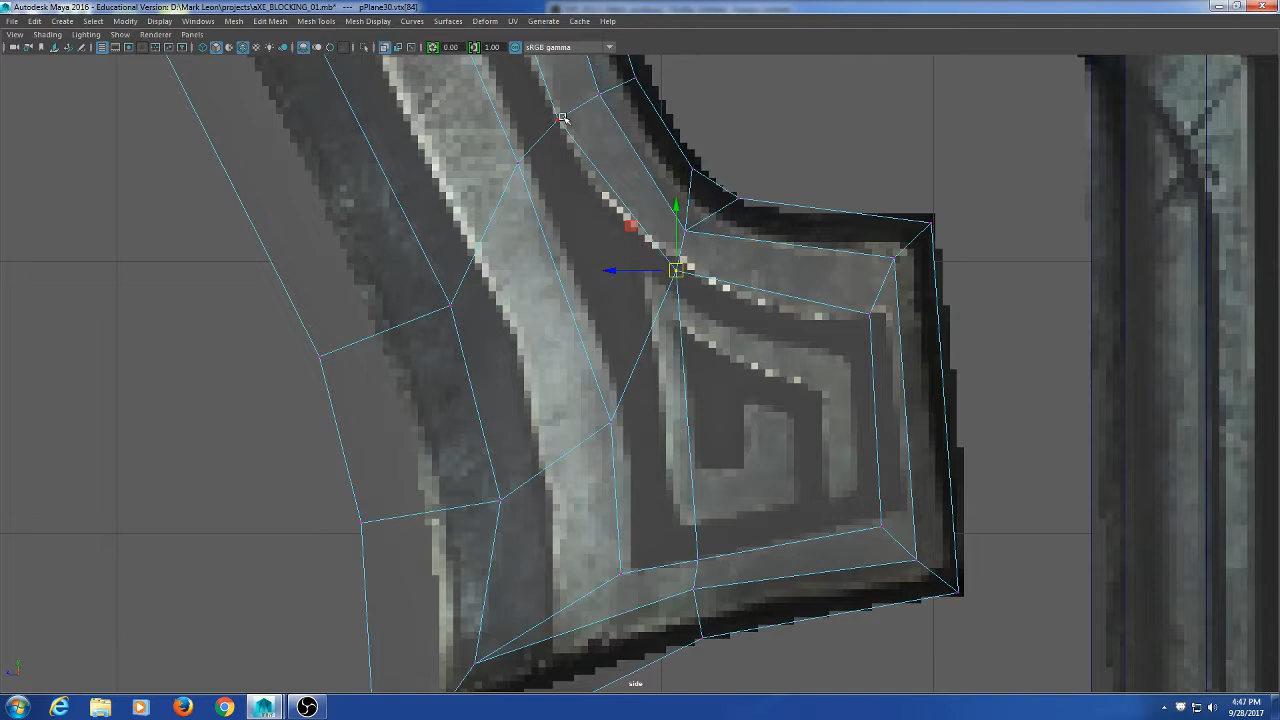 Autodesk Maya 2016 - Educational Version: D:\Mark Leon\projects\aXE_BLOCKING_01.mb* --- pPlane30.vtx[84]
File Edit Create Select Modify Display Windows Mesh Edit Mesh Mesh Tools Mesh Display Curves Surfaces Deform UV Generate Cache Help
View Shading Lighting Show Renderer Panels
0.00 1.00 sRGB gamma
side
4:47 PM
9/28/2017